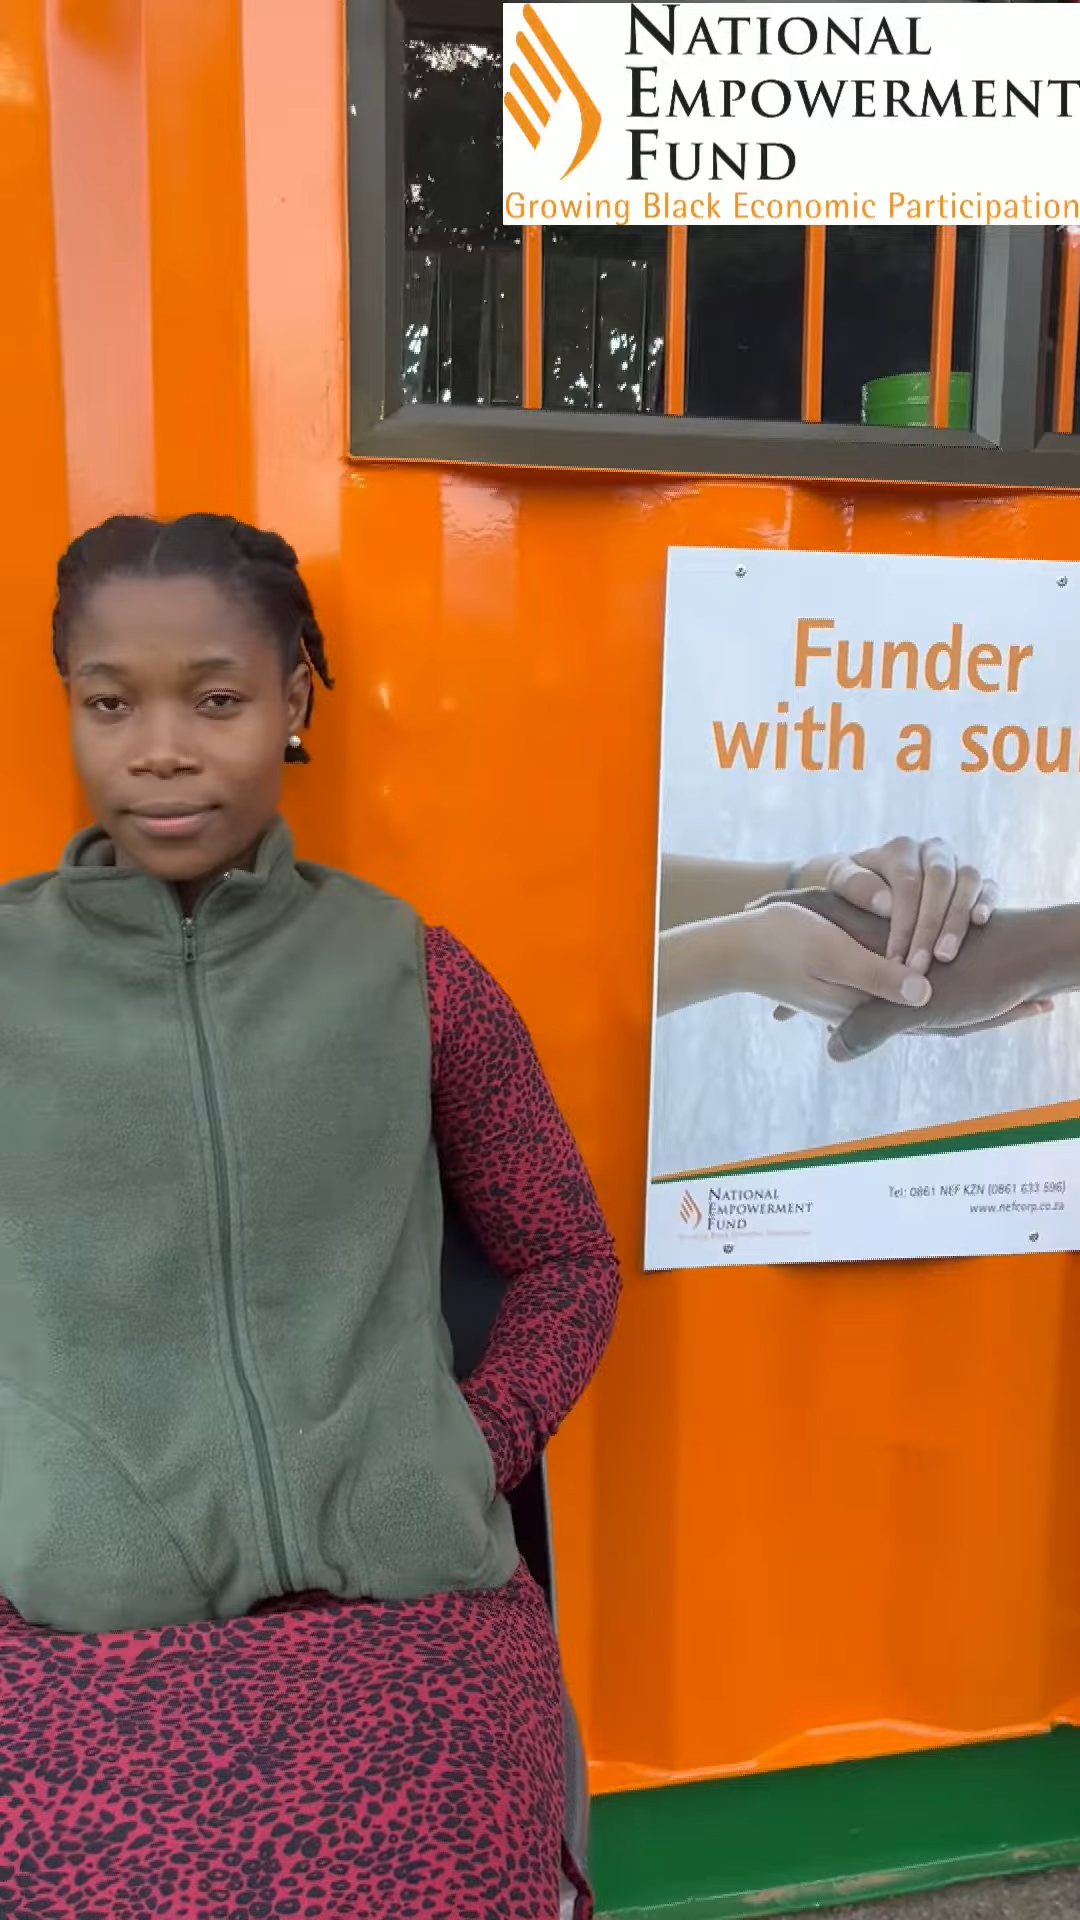 NATIONAL
EMPOWERMENT
FUND
Growing Black Economic Participation
Funder
with a sou
NATIONAL
EMPOWERMENT
FUND
Tel: 0861 NEF KZN (0861 633 596)
www.nefcorp.co.za